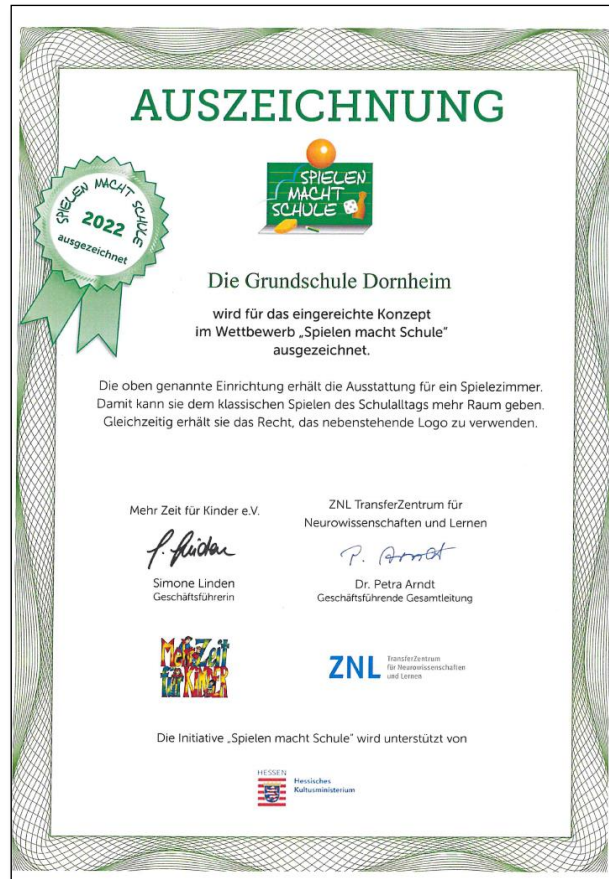 AUSZEICHNUNG
SPIELEN
MACHT
SCHULE
SPIELEN MACHT SCHULE
2022
ausgezeichnet
Die Grundschule Dornheim
wird für das eingereichte Konzept
im Wettbewerb „Spielen macht Schule“
ausgezeichnet.
Die oben genannte Einrichtung erhält die Ausstattung für ein Spielezimmer.
Damit kann sie dem klassischen Spielen des Schulalltags mehr Raum geben.
Gleichzeitig erhält sie das Recht, das nebenstehende Logo zu verwenden.
Mehr Zeit für Kinder e.V.
S. Linden
Simone Linden
Geschäftsführerin
ZNL TransferZentrum für
Neurowissenschaften und Lernen
P. Arndt
Dr. Petra Arndt
Geschäftsführende Gesamtleitung
Mehr Zeit
für KINDER
ZNL TransferZentrum
für Neurowissenschaften
und Lernen
Die Initiative „Spielen macht Schule“ wird unterstützt von
HESSEN
Hessisches
Kultusministerium